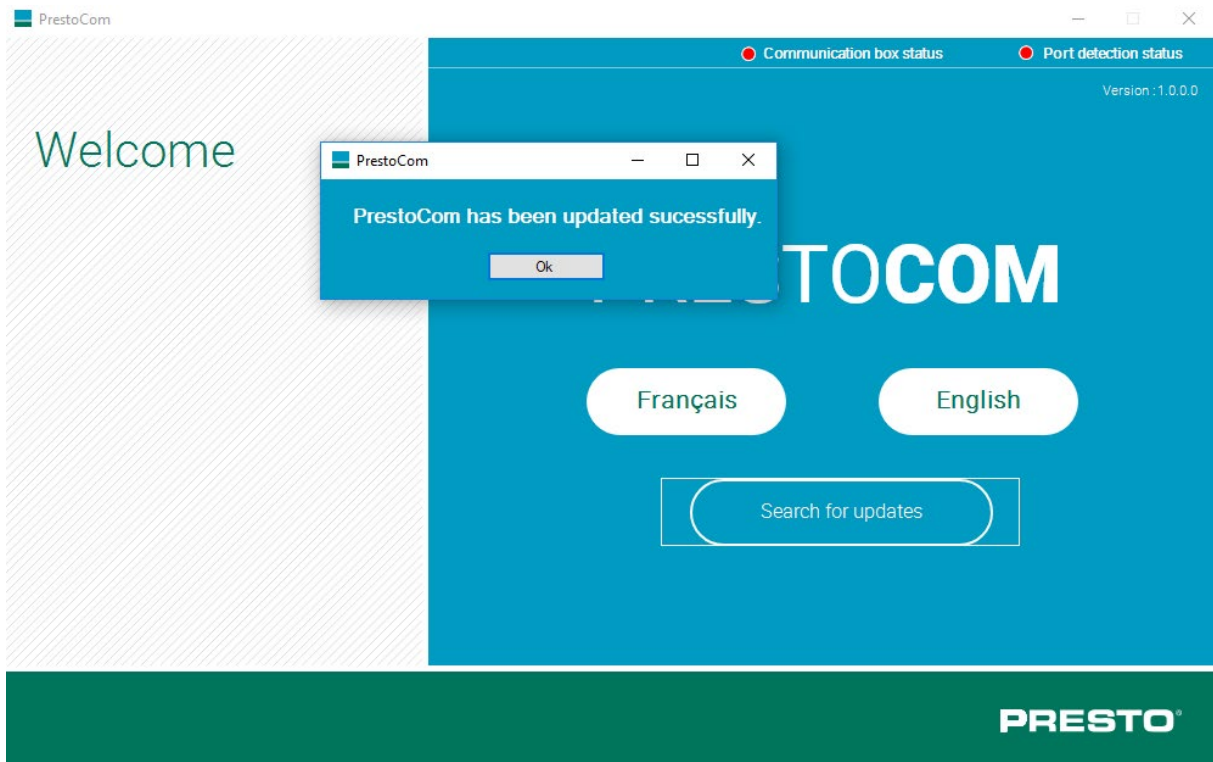 PrestoCom
Communication box status
Port detection status
Version : 1.0.0.0
Welcome
PrestoCom
PrestoCom has been updated sucessfully.
Ok
TOCOM
Français
English
Search for updates
PRESTO®